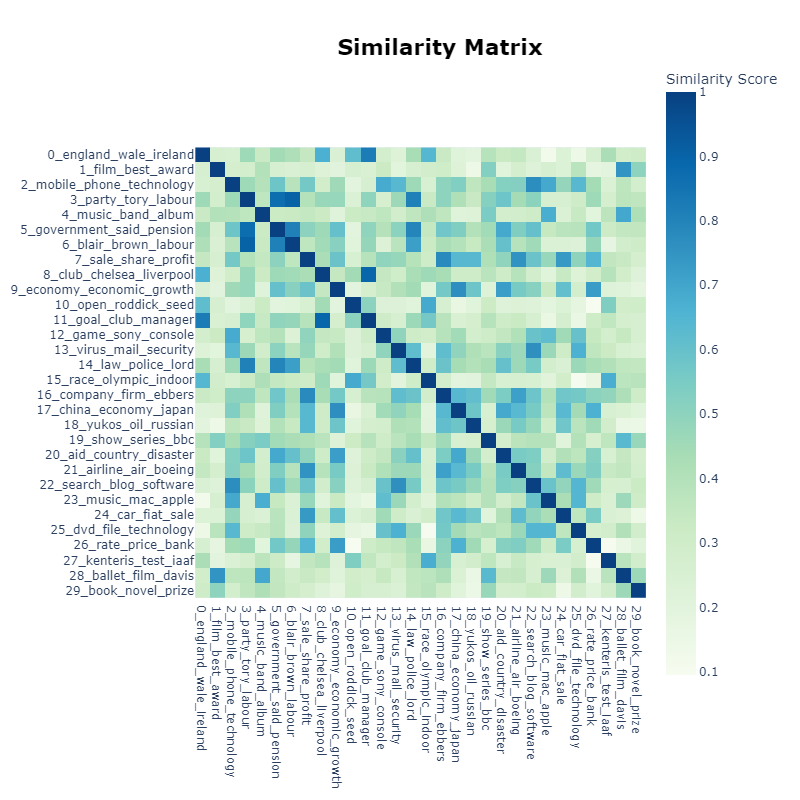 Similarity Matrix
Similarity Score
1
0.9
0.8
0.7
0.6
0.5
0.4
0.3
0.2
0.1
0_england_wale_ireland
1_film_best_award
2_mobile_phone_technology
3_party_tory_labour
4_music_band_album
5_government_said_pension
6_blair_brown_labour
7_sale_share_profit
8_club_chelsea_liverpool
9_economy_economic_growth
10_open_roddick_seed
11_goal_club_manager
12_game_sony_console
13_virus_mail_security
14_law_police_lord
15_race_olympic_indoor
16_company_firm_ebbers
17_china_economy_japan
18_yukos_oil_russian
19_show_series_bbc
20_aid_country_disaster
21_airline_air_boeing
22_search_blog_software
23_music_mac_apple
24_car_fiat_sale
25_dvd_file_technology
26_rate_price_bank
27_kenteris_test_iaaf
28_ballet_film_davis
29_book_novel_prize
0_england_wale_ireland
1_film_best_award
2_mobile_phone_technology
3_party_tory_labour
4_music_band_album
5_government_said_pension
6_blair_brown_labour
7_sale_share_profit
8_club_chelsea_liverpool
9_economy_economic_growth
10_open_roddick_seed
11_goal_club_manager
12_game_sony_console
13_virus_mail_security
14_law_police_lord
15_race_olympic_indoor
16_company_firm_ebbers
17_china_economy_japan
18_yukos_oil_russian
19_show_series_bbc
20_aid_country_disaster
21_airline_air_boeing
22_search_blog_software
23_music_mac_apple
24_car_fiat_sale
25_dvd_file_technology
26_rate_price_bank
27_kenteris_test_iaaf
28_ballet_film_davis
29_book_novel_prize